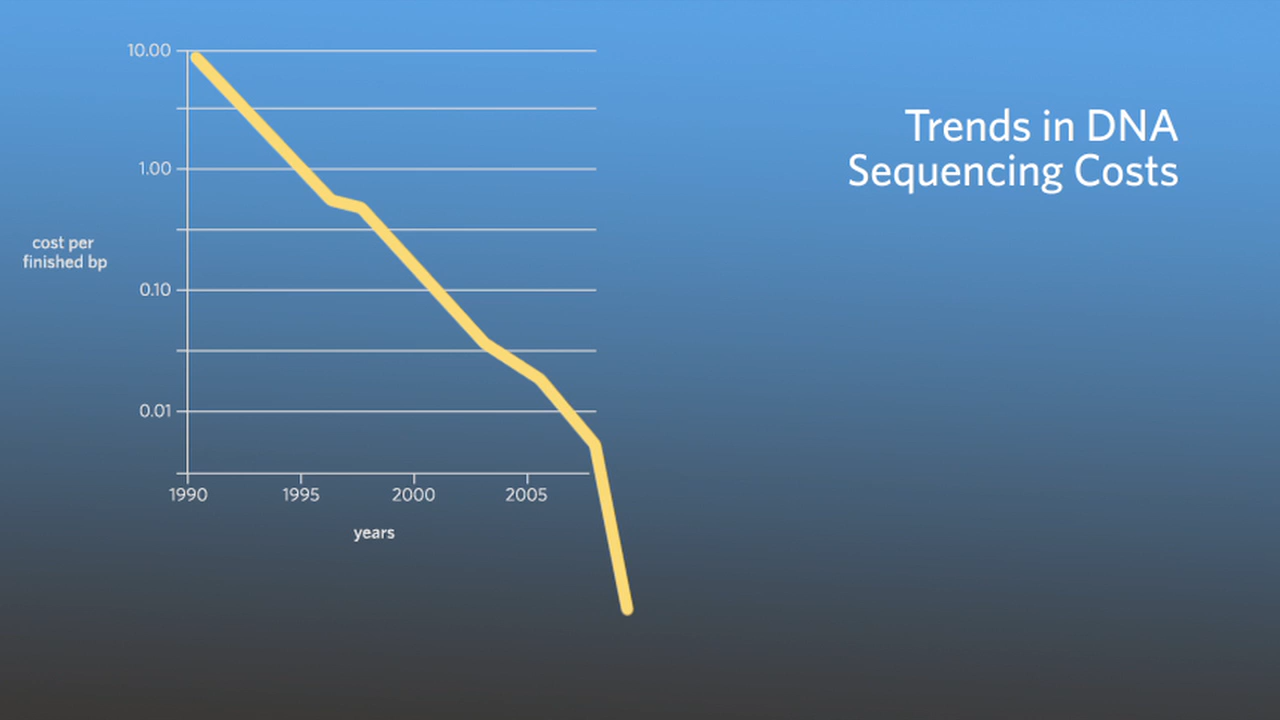 Trends in DNA
Sequencing Costs
10.00
1.00
cost per
finished bp
0.10
0.01
1990 1995 2000 2005
years